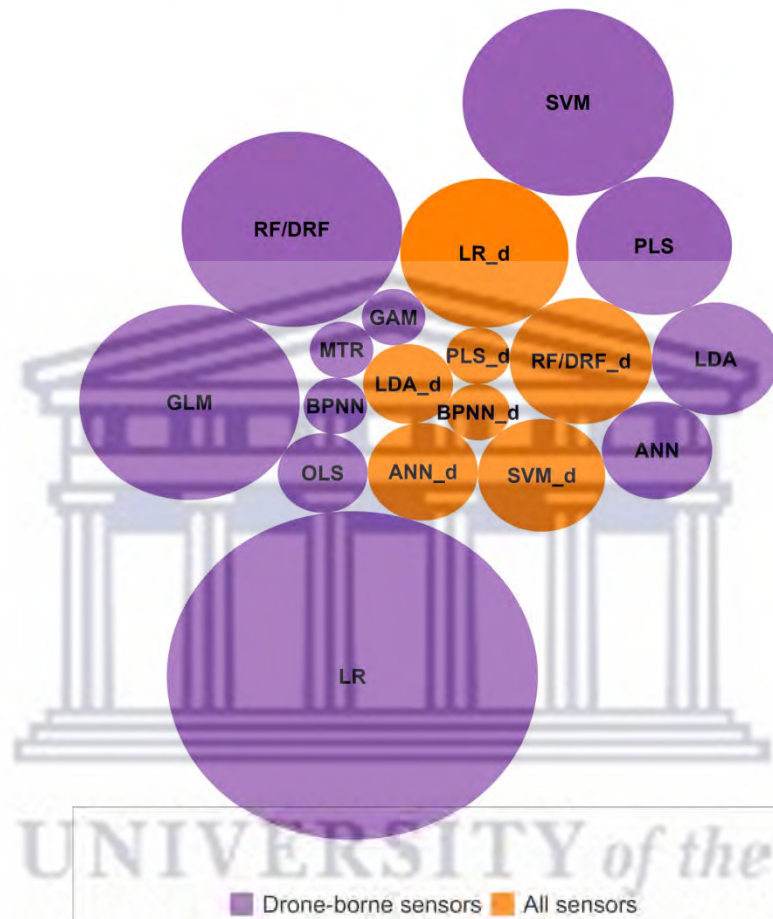 SVM
RF/DRF
LR_d
PLS
GAM
MTR
PLS_d
RF/DRF_d
LDA
LDA_d
GLM
BPNN
BPNN_d
OLS
ANN_d
SVM_d
ANN
LR
UNIVERSITY of the
Drone-borne sensors All sensors